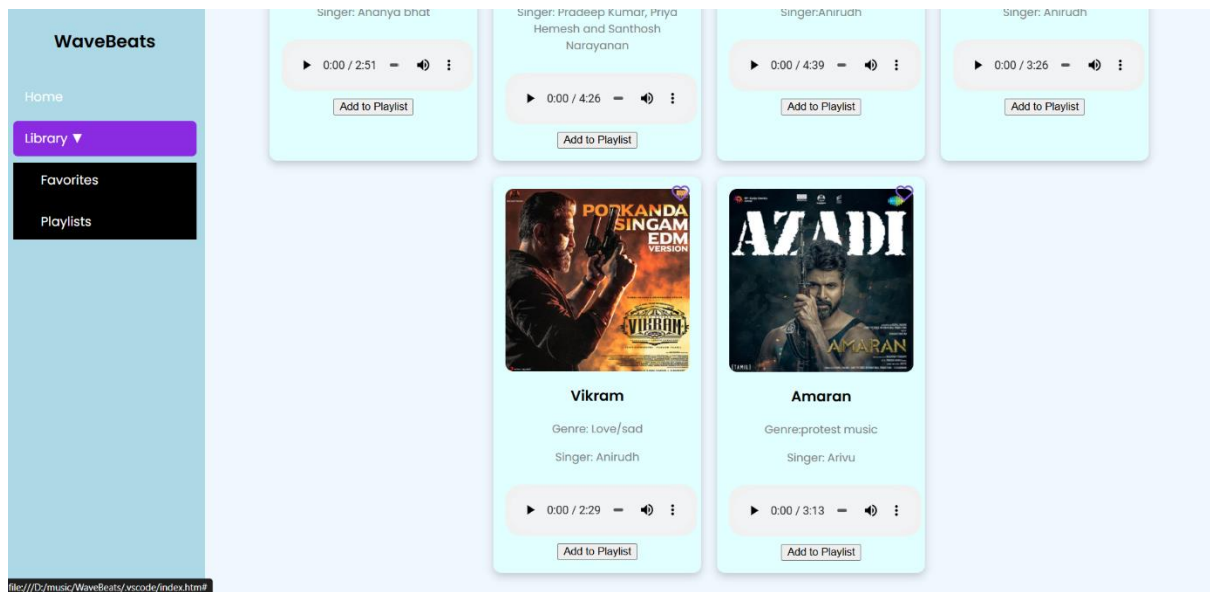 WaveBeats
Home
Library ▼
Favorites
Playlists
Singer: Ananya bhat
0:00 / 2:51
Add to Playlist
Singer: Pradeep Kumar, Priya
Hemesh and Santhosh
Narayanan
0:00 / 4:26
Add to Playlist
Singer:Anirudh
0:00 / 4:39
Add to Playlist
Singer: Anirudh
0:00 / 3:26
Add to Playlist
PORKANDA
SINGAM
EDM
VERSION
VIKRAM
Vikram
Genre: Love/sad
Singer: Anirudh
0:00 / 2:29
Add to Playlist
AZADI
AMARAN
[TAMIL]
Amaran
Genre:protest music
Singer: Arivu
0:00 / 3:13
Add to Playlist
file:///D:/music/WaveBeats/.vscode/index.htm#